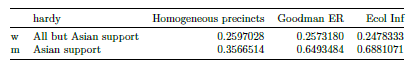 hardy Homogeneous precincts Goodman ER Ecol Inf
w All but Asian support 0.2597028 0.2573180 0.2478333
m Asian support 0.3566514 0.6493484 0.6881071